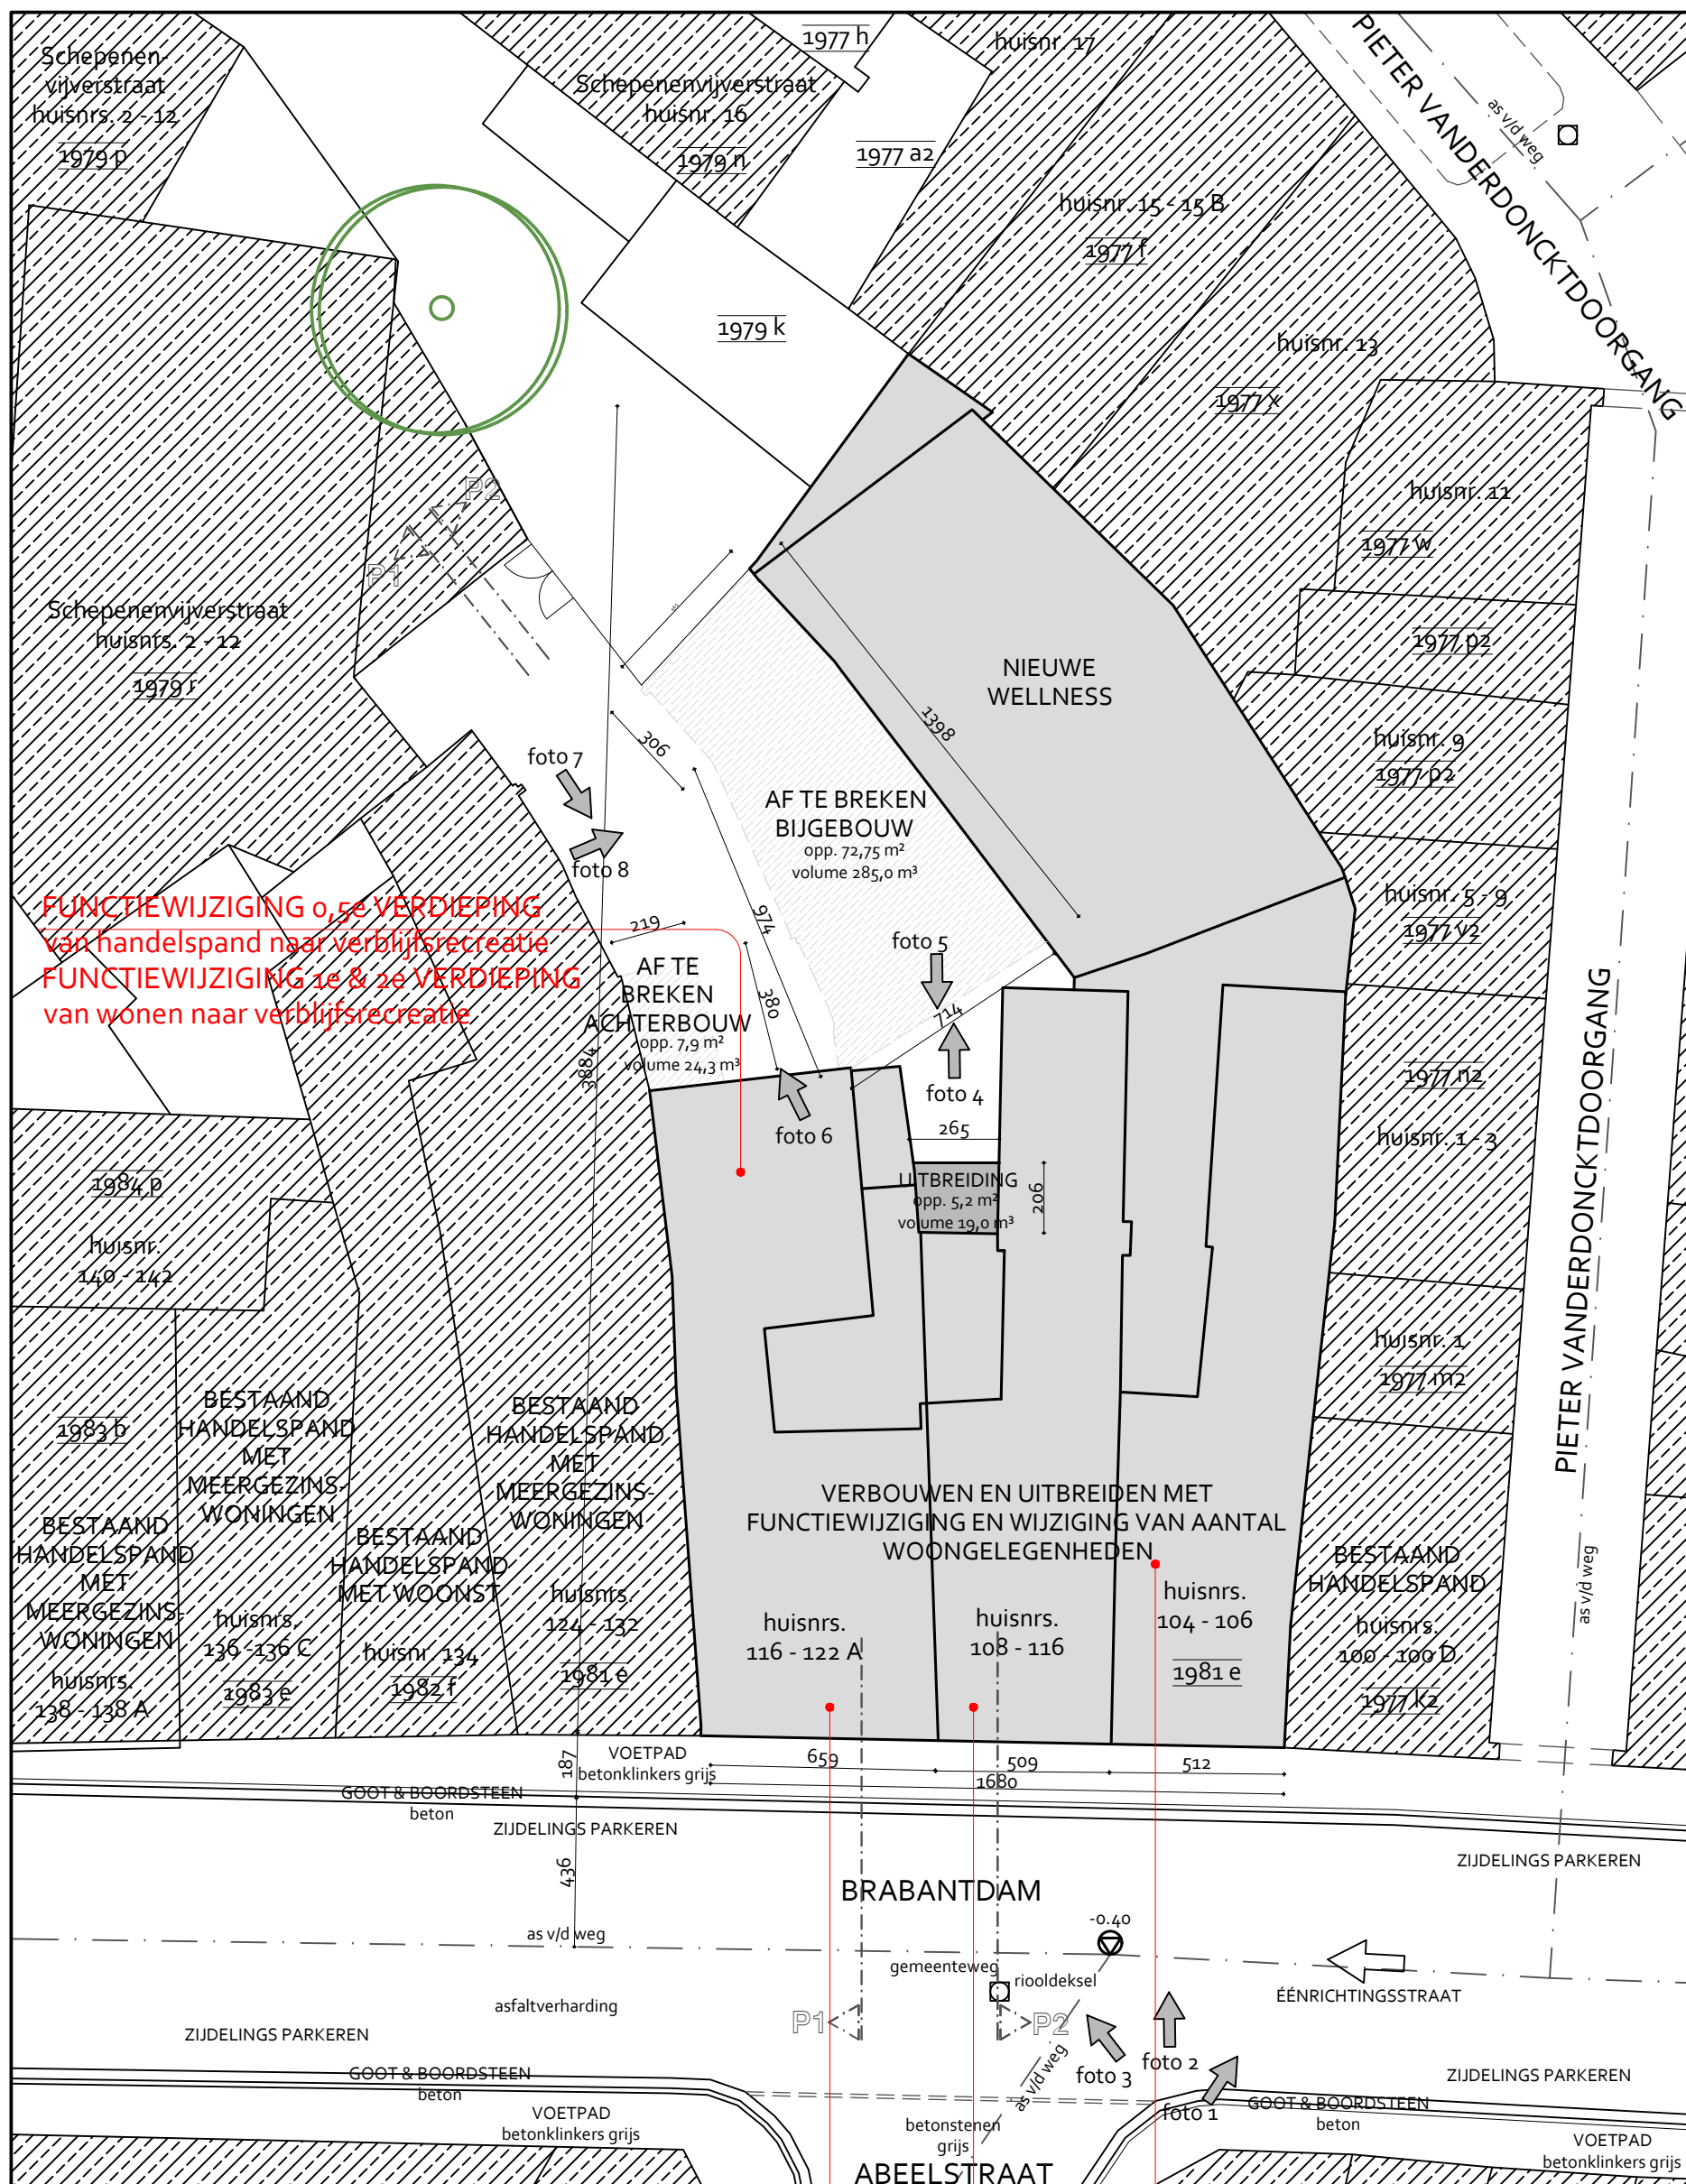 Schepenen-
vijverstraat
huisnrs. 2 - 12
1979 p
1977 h
huisnr. 17
Schepenenvijverstraat
huisnr. 16
1979 n
1977 a2
PIETER VANDERDONCKTDOORGANG
as v/d weg
huisnr. 15 - 15 B
1977 f
1979 k
huisnr. 13
1977 x
P2
P1
huisnr. 11
1977 w
Schepenenvijverstraat
huisnrs. 2 - 12
1979 r
1977 p2
NIEUWE
WELLNESS
1398
306
foto 7
foto 8
huisnr. 9
1977 p2
AF TE BREKEN
BIJGEBOUW
opp. 72,75 m²
volume 285,0 m³
FUNCTIEWIJZIGING 0,5e VERDIEPING
van handelspand naar verblijfsrecreatie
FUNCTIEWIJZIGING 1e & 2e VERDIEPING
van wonen naar verblijfsrecreatie
219
974
380
714
foto 5
huisnr. 5 - 9
1977 v2
AF TE
BREKEN
ACHTERBOUW
opp. 7,9 m²
volume 24,3 m³
3884
foto 4
foto 6
265
1977 n2
huisnr. 1 - 3
PIETER VANDERDONCKTDOORGANG
UITBREIDING
opp. 5,2 m²
volume 19,0 m³
206
1984 p
huisnr.
140 - 142
huisnr. 1
1977 m2
1983 b
BESTAAND
HANDELSPAND
MET
MEERGEZINS-
WONINGEN
huisnrs.
138 - 138 A
BESTAAND
HANDELSPAND
MET
MEERGEZINS-
WONINGEN
huisnrs.
136 -136 C
1983 e
BESTAAND
HANDELSPAND
MET WOONST
huisnr. 134
1982 f
BESTAAND
HANDELSPAND
MET
MEERGEZINS-
WONINGEN
huisnrs.
124 - 132
1981 e
VERBOUWEN EN UITBREIDEN MET
FUNCTIEWIJZIGING EN WIJZIGING VAN AANTAL
WOONGELEGENHEDEN
huisnrs.
116 - 122 A
huisnrs.
108 - 116
huisnrs.
104 - 106
1981 e
BESTAAND
HANDELSPAND
huisnrs.
100 - 100 D
1977 k2
as v/d weg
187
VOETPAD
betonklinkers grijs
659
509
512
1680
GOOT & BOORDSTEEN
beton
ZIJDELINGS PARKEREN
ZIJDELINGS PARKEREN
436
BRABANTDAM
-0.40
as v/d weg
gemeenteweg
riooldeksel
ÉÉNRICHTINGSSTRAAT
asfaltverharding
ZIJDELINGS PARKEREN
P1
P2
as v/d weg
foto 3
foto 2
foto 1
ZIJDELINGS PARKEREN
GOOT & BOORDSTEEN
beton
GOOT & BOORDSTEEN
beton
VOETPAD
betonklinkers grijs
betonstenen
grijs
VOETPAD
betonklinkers grijs
ABEELSTRAAT